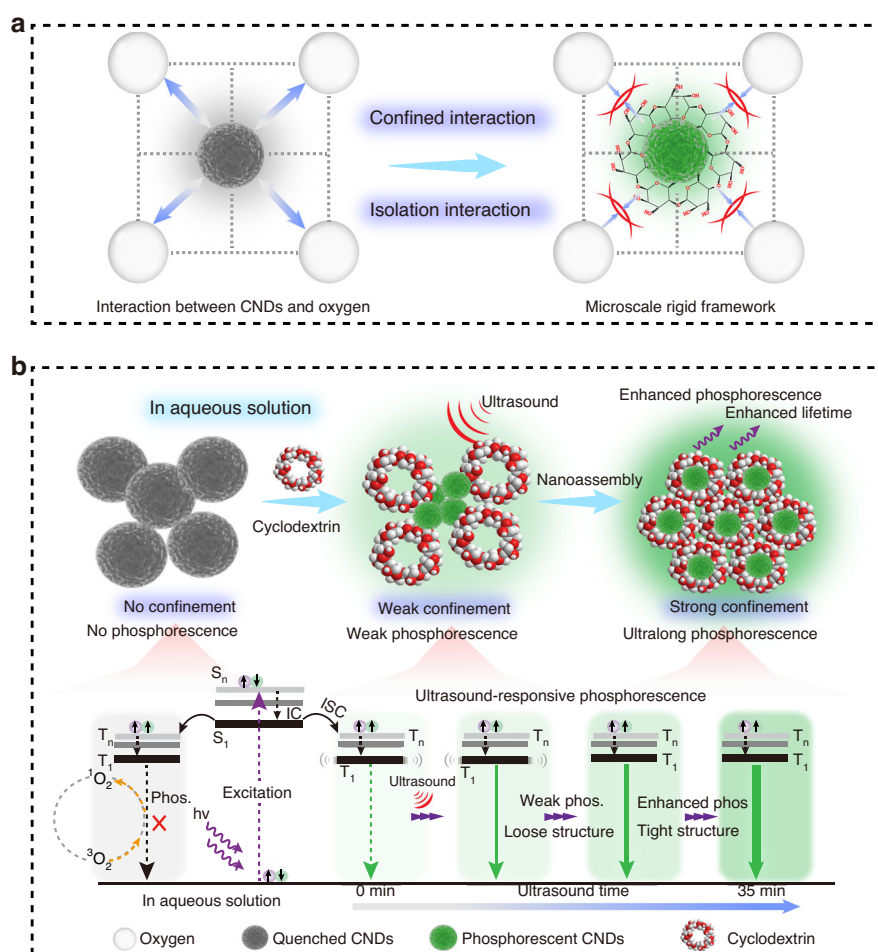 a
Confined interaction
Isolation interaction
OH
HO
Interaction between CNDs and oxygen
Microscale rigid framework
b
In aqueous solution
Ultrasound
Enhanced phosphorescence
Enhanced lifetime
Cyclodextrin
Nanoassembly
No confinement
Weak confinement
Strong confinement
No phosphorescence
Weak phosphorescence
Ultralong phosphorescence
Sn
IC
ISC
S1
Ultrasound-responsive phosphorescence
Tn
T1
Tn
T1
Tn
T1
Tn
T1
Tn
T1
1O2
Phos.
hv
Excitation
3O2
Ultrasound
Weak phos.
Loose structure
Enhanced phos
Tight structure
In aqueous solution
0 min
Ultrasound time
35 min
Oxygen
Quenched CNDs
Phosphorescent CNDs
Cyclodextrin